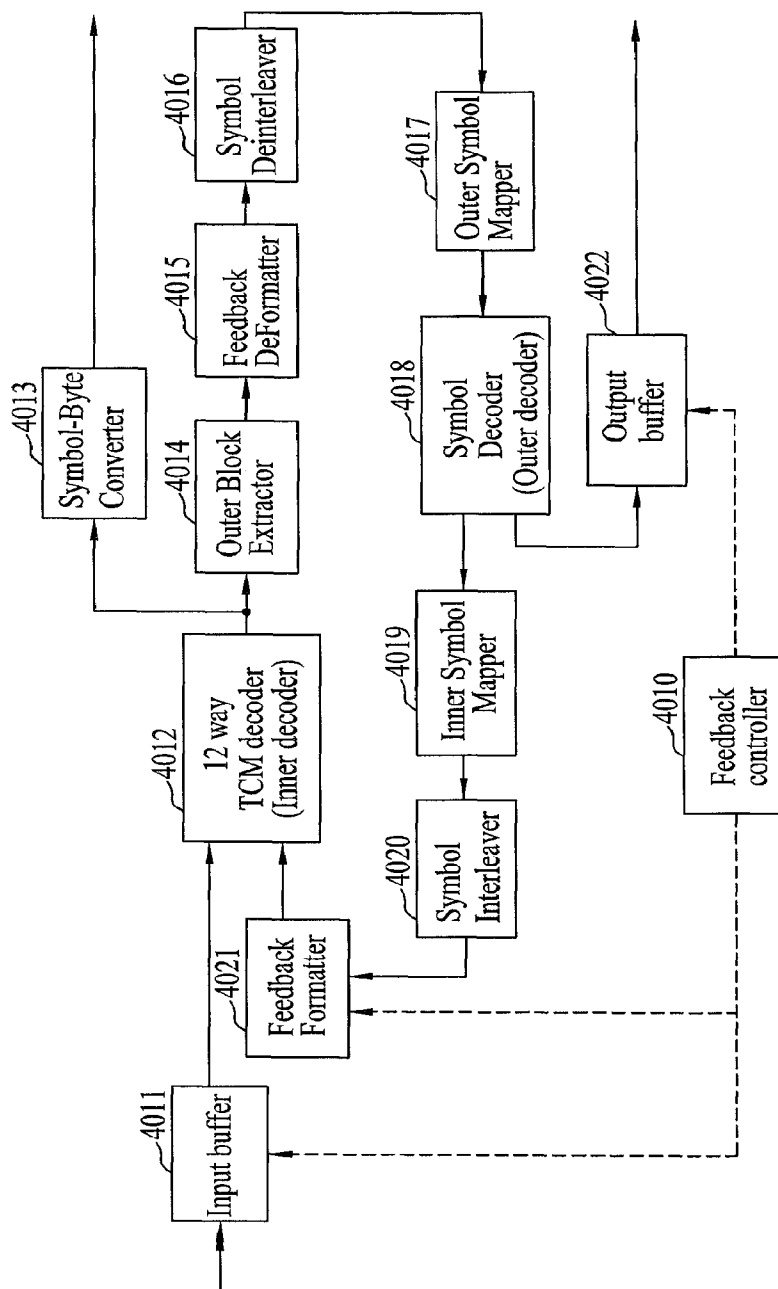 4011
Input buffer
4012
12 way
TCM decoder
(Inner decoder)
4013
Symbol-Byte
Converter
4014
Outer Block
Extractor
4015
Feedback
DeFormatter
4016
Symbol
Deinterleaver
4017
Outer Symbol
Mapper
4018
Symbol
Decoder
(Outer decoder)
4019
Inner Symbol
Mapper
4020
Symbol
Interleaver
4021
Feedback
Formatter
4022
Output
buffer
4010
Feedback
controller